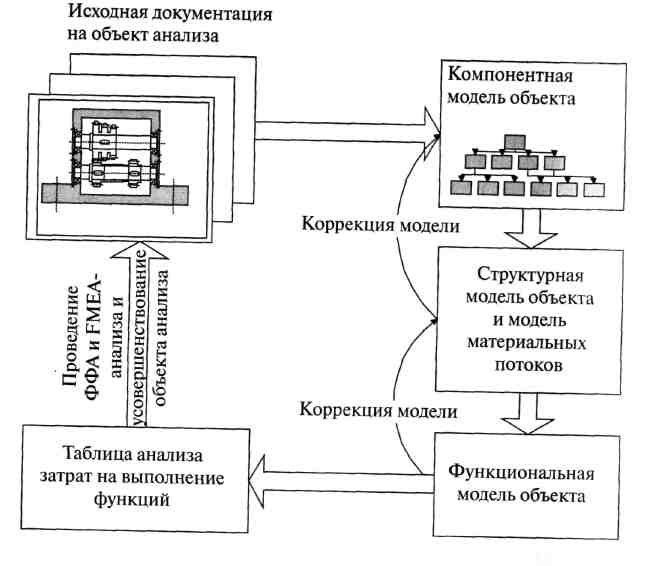 Исходная документация
на объект анализа
Компонентная
модель объекта
Коррекция модели
Структурная
модель объекта
и модель
материальных
потоков
Проведение
ФФА и FMEA-
анализа и
усовершенствование
объекта анализа
Коррекция модели
Таблица анализа
затрат на выполнение
функций
Функциональная
модель объекта